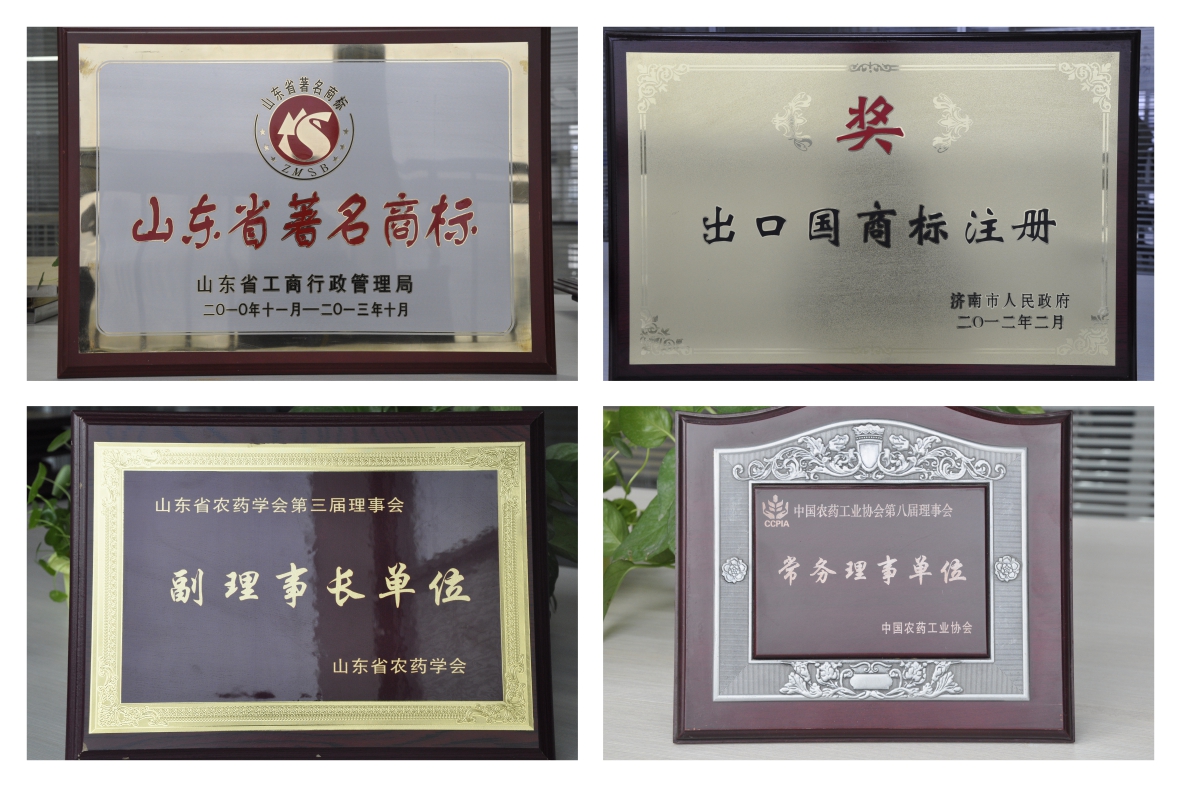 山东省著名商标
ZMSB
山东省著名商标
山东省工商行政管理局
二〇一〇年十一月—二〇一三年十月
奖
出口国商标注册
济南市人民政府
二〇一二年二月
山东省农药学会第三届理事会
副理事长单位
山东省农药学会
CCPIA
中国农药工业协会第八届理事会
常务理事单位
中国农药工业协会